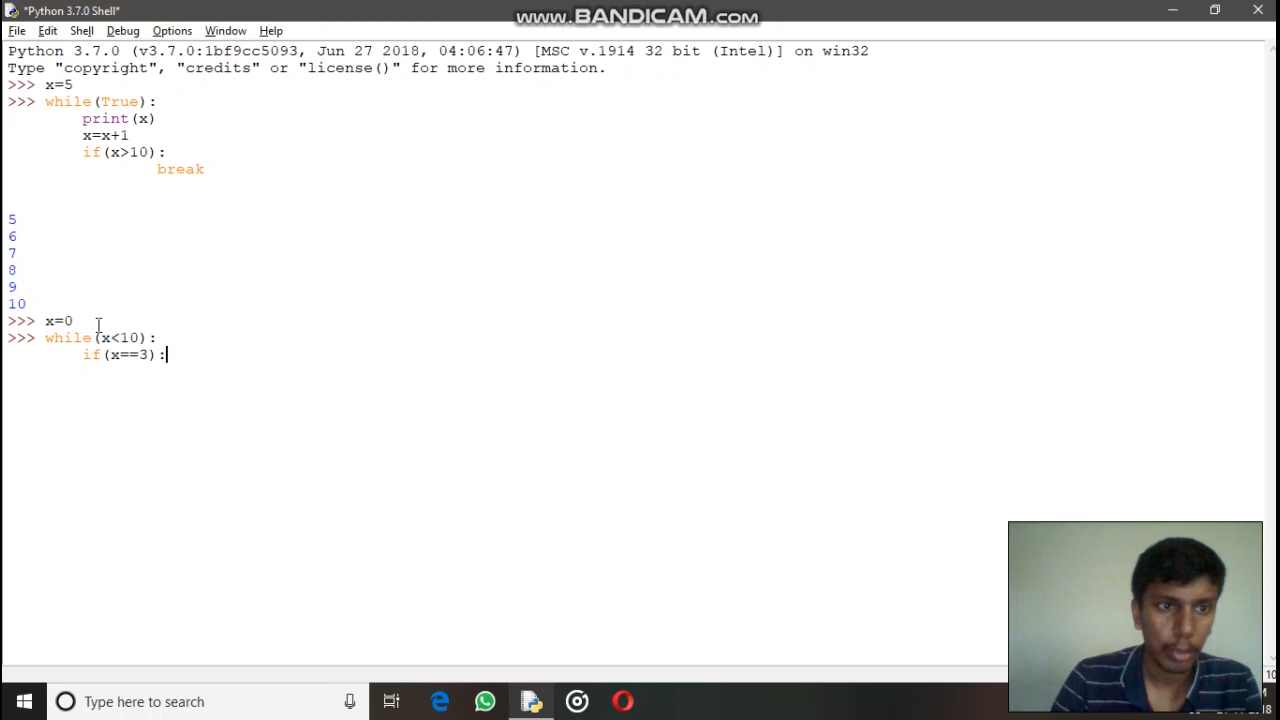 *Python 3.7.0 Shell*
www.BANDICAM.com
File Edit Shell Debug Options Window Help
Python 3.7.0 (v3.7.0:1bf9cc5093, Jun 27 2018, 04:06:47) [MSC v.1914 32 bit (Intel)] on win32
Type "copyright", "credits" or "license()" for more information.
>>> x=5
>>> while(True):
print(x)
x=x+1
if(x>10):
break
5
6
7
8
9
10
>>> x=0
>>> while(x<10):
if(x==3):
Type here to search